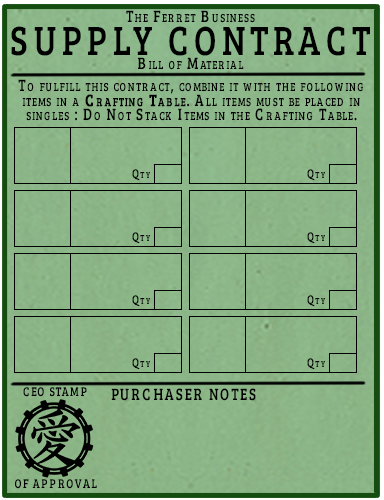 The Ferret Business
SUPPLY CONTRACT
Bill of Material
To fulfill this contract, combine it with the following
items in a Crafting Table. All items must be placed in
singles : Do Not Stack Items in the Crafting Table.
Qty Qty
Qty Qty
Qty Qty
Qty Qty
CEO STAMP PURCHASER NOTES
愛
OF APPROVAL